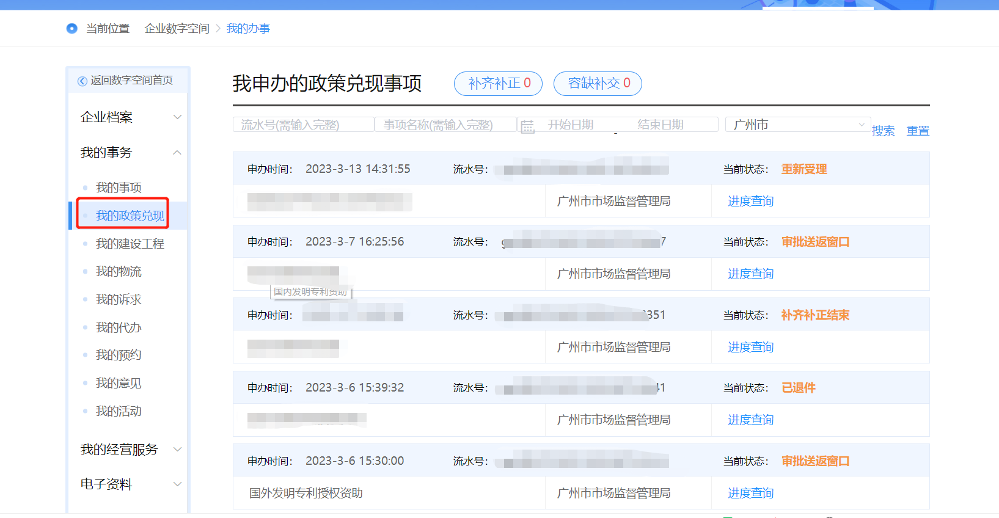 当前位置 企业数字空间 > 我的办事
返回数字空间首页
企业档案
我的事务
我的事项
我的政策兑现
我的建设工程
我的物流
我的诉求
我的代办
我的预约
我的意见
我的活动
我的经营服务
电子资料
我申办的政策兑现事项 补齐补正 0 容缺补交 0
流水号(需输入完整) 事项名称(需输入完整) 开始日期 - 结束日期 广州市 搜索 重置
申办时间： 2023-3-13 14:31:55 流水号： 当前状态： 重新受理
广州市市场监督管理局 进度查询
申办时间： 2023-3-7 16:25:56 流水号： 7 当前状态： 审批送返窗口
广州市市场监督管理局 进度查询
国内发明专利资助
申办时间： 流水号： 351 当前状态： 补齐补正结束
广州市市场监督管理局 进度查询
申办时间： 2023-3-6 15:39:32 流水号： 41 当前状态： 已退件
广州市市场监督管理局 进度查询
申办时间： 2023-3-6 15:30:00 流水号： 当前状态： 审批送返窗口
国外发明专利授权资助 广州市市场监督管理局 进度查询